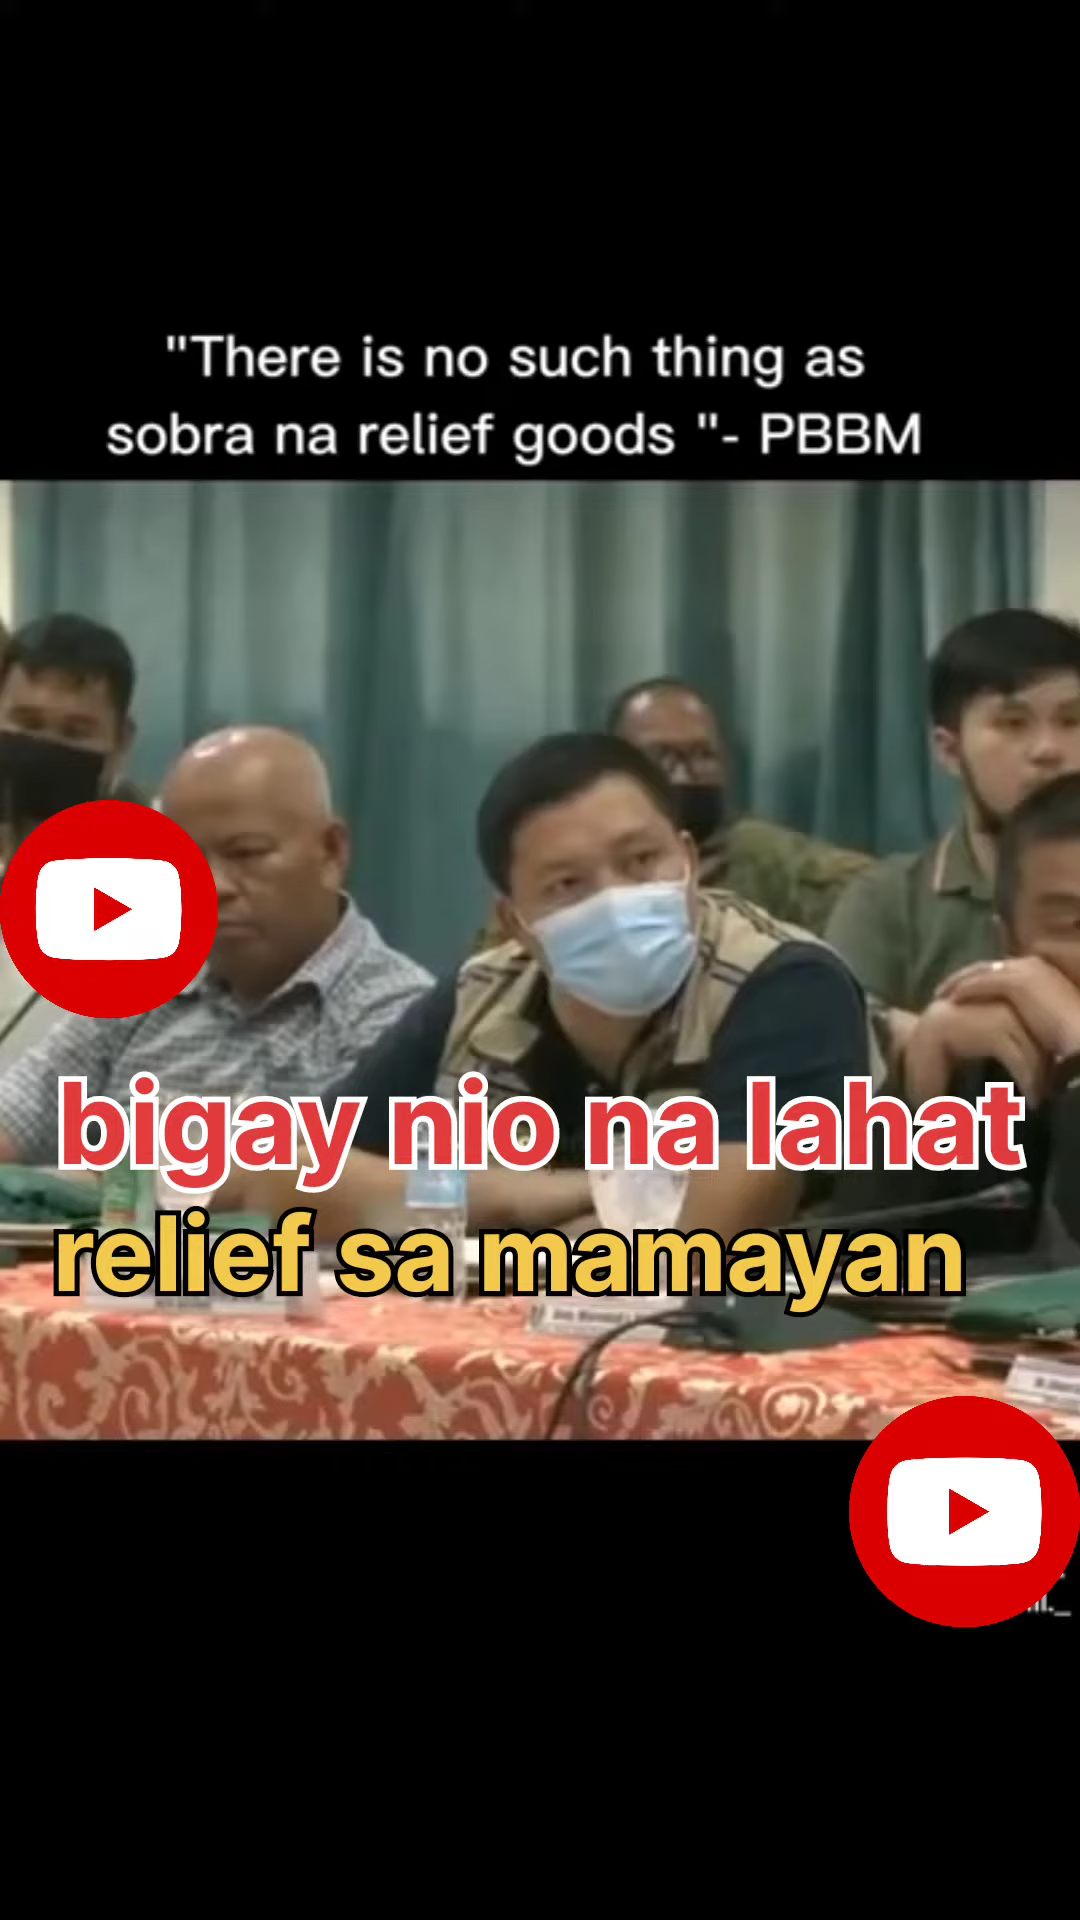 "There is no such thing as
sobra na relief goods "- PBBM
bigay nio na lahat
relief sa mamayan